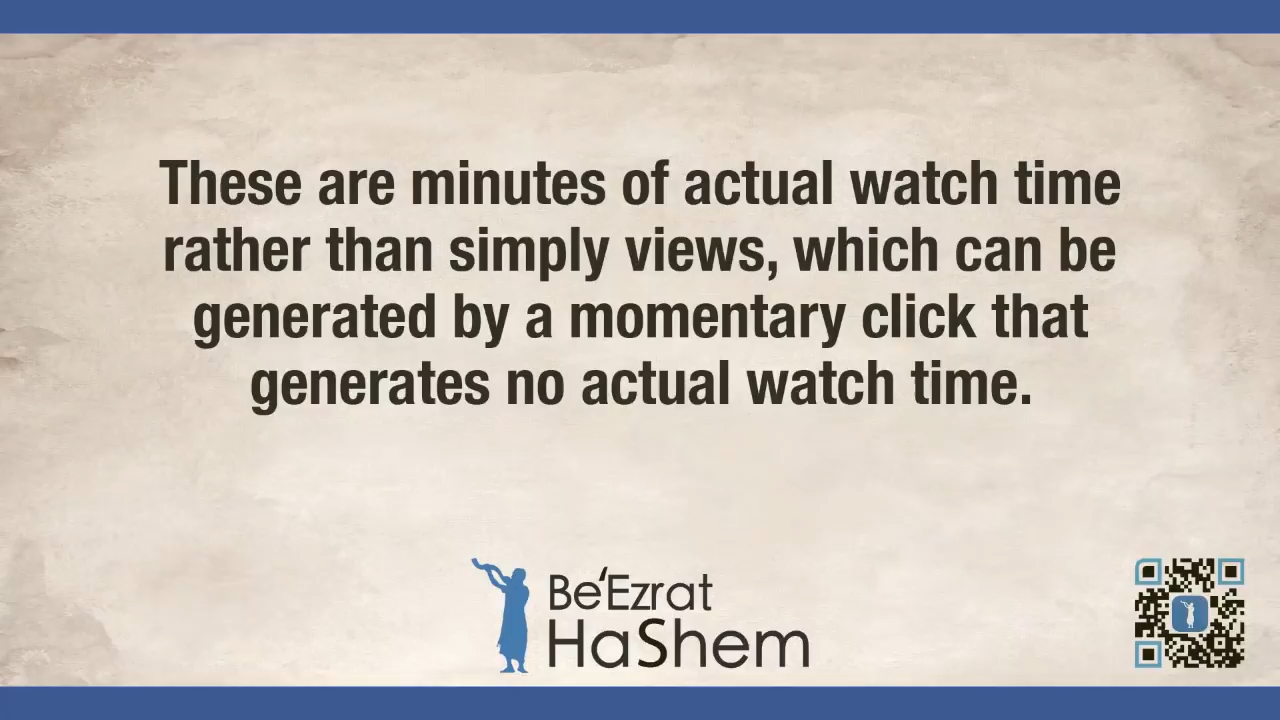 These are minutes of actual watch time
rather than simply views, which can be
generated by a momentary click that
generates no actual watch time.
Be'Ezrat
HaShem